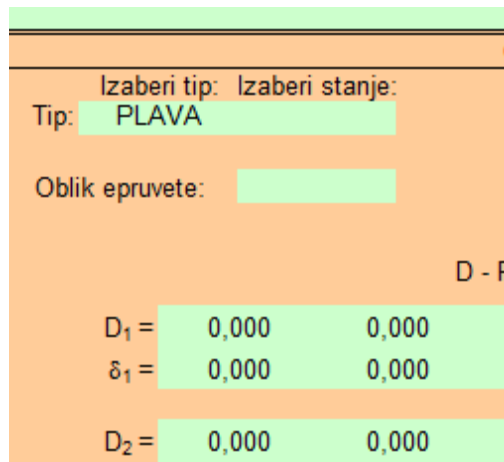 Izaberi tip: Izaberi stanje:
Tip: PLAVA
Oblik epruvete:
D -
D₁ = 0,000 0,000
δ₁ = 0,000 0,000
D₂ = 0,000 0,000